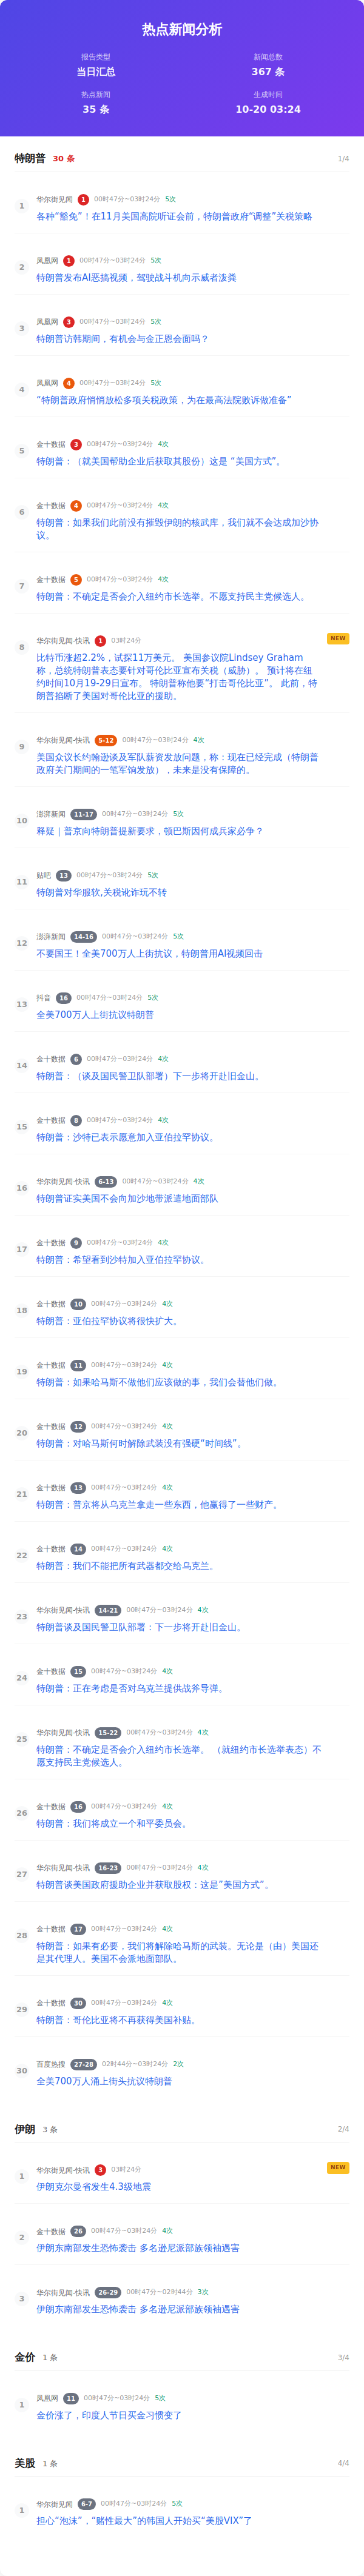 热点新闻分析
报告类型
新闻总数
当日汇总
367 条
热点新闻
生成时间
35 条
10-20 03:24
特朗普 30 条 1/4
1 华尔街见闻 1 00时47分~03时24分 5次
各种“豁免”！在11月美国高院听证会前，特朗普政府“调整”关税策略
2 凤凰网 1 00时47分~03时24分 5次
特朗普发布AI恶搞视频，驾驶战斗机向示威者泼粪
3 凤凰网 3 00时47分~03时24分 5次
特朗普访韩期间，有机会与金正恩会面吗？
4 凤凰网 4 00时47分~03时24分 5次
“特朗普政府悄悄放松多项关税政策，为在最高法院败诉做准备”
5 金十数据 3 00时47分~03时24分 4次
特朗普：（就美国帮助企业后获取其股份）这是 “美国方式”。
6 金十数据 4 00时47分~03时24分 4次
特朗普：如果我们此前没有摧毁伊朗的核武库，我们就不会达成加沙协
议。
7 金十数据 5 00时47分~03时24分 4次
特朗普：不确定是否会介入纽约市长选举。不愿支持民主党候选人。
8 华尔街见闻-快讯 1 03时24分 NEW
比特币涨超2.2%，试探11万美元。 美国参议院Lindsey Graham
称，总统特朗普表态要针对哥伦比亚宣布关税（威胁）。 预计将在纽
约时间10月19-29日宣布。 特朗普称他要“打击哥伦比亚”。 此前，特
朗普掐断了美国对哥伦比亚的援助。
9 华尔街见闻-快讯 5-12 00时47分~03时24分 4次
美国众议长约翰逊谈及军队薪资发放问题，称：现在已经完成（特朗普
政府关门期间的一笔军饷发放），未来是没有保障的。
10 澎湃新闻 11-17 00时47分~03时24分 5次
释疑｜普京向特朗普提新要求，顿巴斯因何成兵家必争？
11 贴吧 13 00时47分~03时24分 5次
特朗普对华服软,关税讹诈玩不转
12 澎湃新闻 14-16 00时47分~03时24分 5次
不要国王！全美700万人上街抗议，特朗普用AI视频回击
13 抖音 16 00时47分~03时24分 5次
全美700万人上街抗议特朗普
14 金十数据 6 00时47分~03时24分 4次
特朗普：（谈及国民警卫队部署）下一步将开赴旧金山。
15 金十数据 8 00时47分~03时24分 4次
特朗普：沙特已表示愿意加入亚伯拉罕协议。
16 华尔街见闻-快讯 6-13 00时47分~03时24分 4次
特朗普证实美国不会向加沙地带派遣地面部队
17 金十数据 9 00时47分~03时24分 4次
特朗普：希望看到沙特加入亚伯拉罕协议。
18 金十数据 10 00时47分~03时24分 4次
特朗普：亚伯拉罕协议将很快扩大。
19 金十数据 11 00时47分~03时24分 4次
特朗普：如果哈马斯不做他们应该做的事，我们会替他们做。
20 金十数据 12 00时47分~03时24分 4次
特朗普：对哈马斯何时解除武装没有强硬“时间线”。
21 金十数据 13 00时47分~03时24分 4次
特朗普：普京将从乌克兰拿走一些东西，他赢得了一些财产。
22 金十数据 14 00时47分~03时24分 4次
特朗普：我们不能把所有武器都交给乌克兰。
23 华尔街见闻-快讯 14-21 00时47分~03时24分 4次
特朗普谈及国民警卫队部署：下一步将开赴旧金山。
24 金十数据 15 00时47分~03时24分 4次
特朗普：正在考虑是否对乌克兰提供战斧导弹。
25 华尔街见闻-快讯 15-22 00时47分~03时24分 4次
特朗普：不确定是否会介入纽约市长选举。 （就纽约市长选举表态）不
愿支持民主党候选人。
26 金十数据 16 00时47分~03时24分 4次
特朗普：我们将成立一个和平委员会。
27 华尔街见闻-快讯 16-23 00时47分~03时24分 4次
特朗普谈美国政府援助企业并获取股权：这是“美国方式”。
28 金十数据 17 00时47分~03时24分 4次
特朗普：如果有必要，我们将解除哈马斯的武装。无论是（由）美国还
是其代理人。美国不会派地面部队。
29 金十数据 30 00时47分~03时24分 4次
特朗普：哥伦比亚将不再获得美国补贴。
30 百度热搜 27-28 02时44分~03时24分 2次
全美700万人涌上街头抗议特朗普
伊朗 3 条 2/4
1 华尔街见闻-快讯 3 03时24分 NEW
伊朗克尔曼省发生4.3级地震
2 金十数据 26 00时47分~03时24分 4次
伊朗东南部发生恐怖袭击 多名逊尼派部族领袖遇害
3 华尔街见闻-快讯 26-29 00时47分~02时44分 3次
伊朗东南部发生恐怖袭击 多名逊尼派部族领袖遇害
金价 1 条 3/4
1 凤凰网 11 00时47分~03时24分 5次
金价涨了，印度人节日买金习惯变了
美股 1 条 4/4
1 华尔街见闻 6-7 00时47分~03时24分 5次
担心“泡沫”，“赌性最大”的韩国人开始买“美股VIX”了